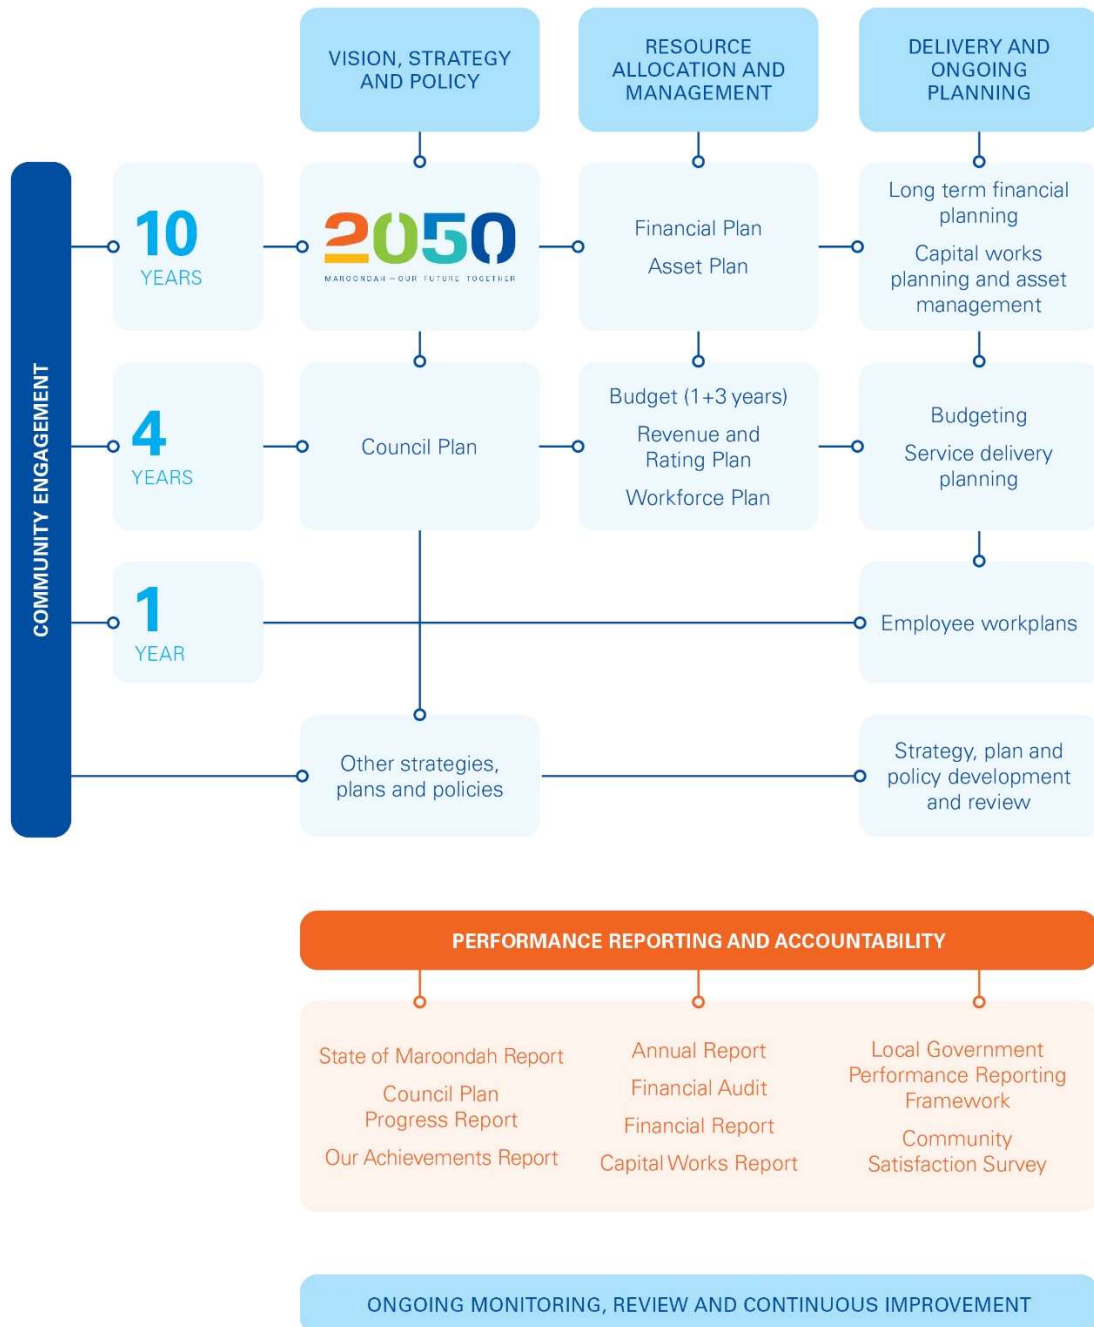 VISION, STRATEGY
AND POLICY
RESOURCE
ALLOCATION AND
MANAGEMENT
DELIVERY AND
ONGOING
PLANNING
COMMUNITY ENGAGEMENT
10
YEARS
2050
MAROONDAH – OUR FUTURE TOGETHER
Financial Plan
Asset Plan
Long term financial
planning
Capital works
planning and asset
management
4
YEARS
Council Plan
Budget (1+3 years)
Revenue and
Rating Plan
Workforce Plan
Budgeting
Service delivery
planning
1
YEAR
Employee workplans
Other strategies,
plans and policies
Strategy, plan and
policy development
and review
PERFORMANCE REPORTING AND ACCOUNTABILITY
State of Maroondah Report
Council Plan
Progress Report
Our Achievements Report
Annual Report
Financial Audit
Financial Report
Capital Works Report
Local Government
Performance Reporting
Framework
Community
Satisfaction Survey
ONGOING MONITORING, REVIEW AND CONTINUOUS IMPROVEMENT